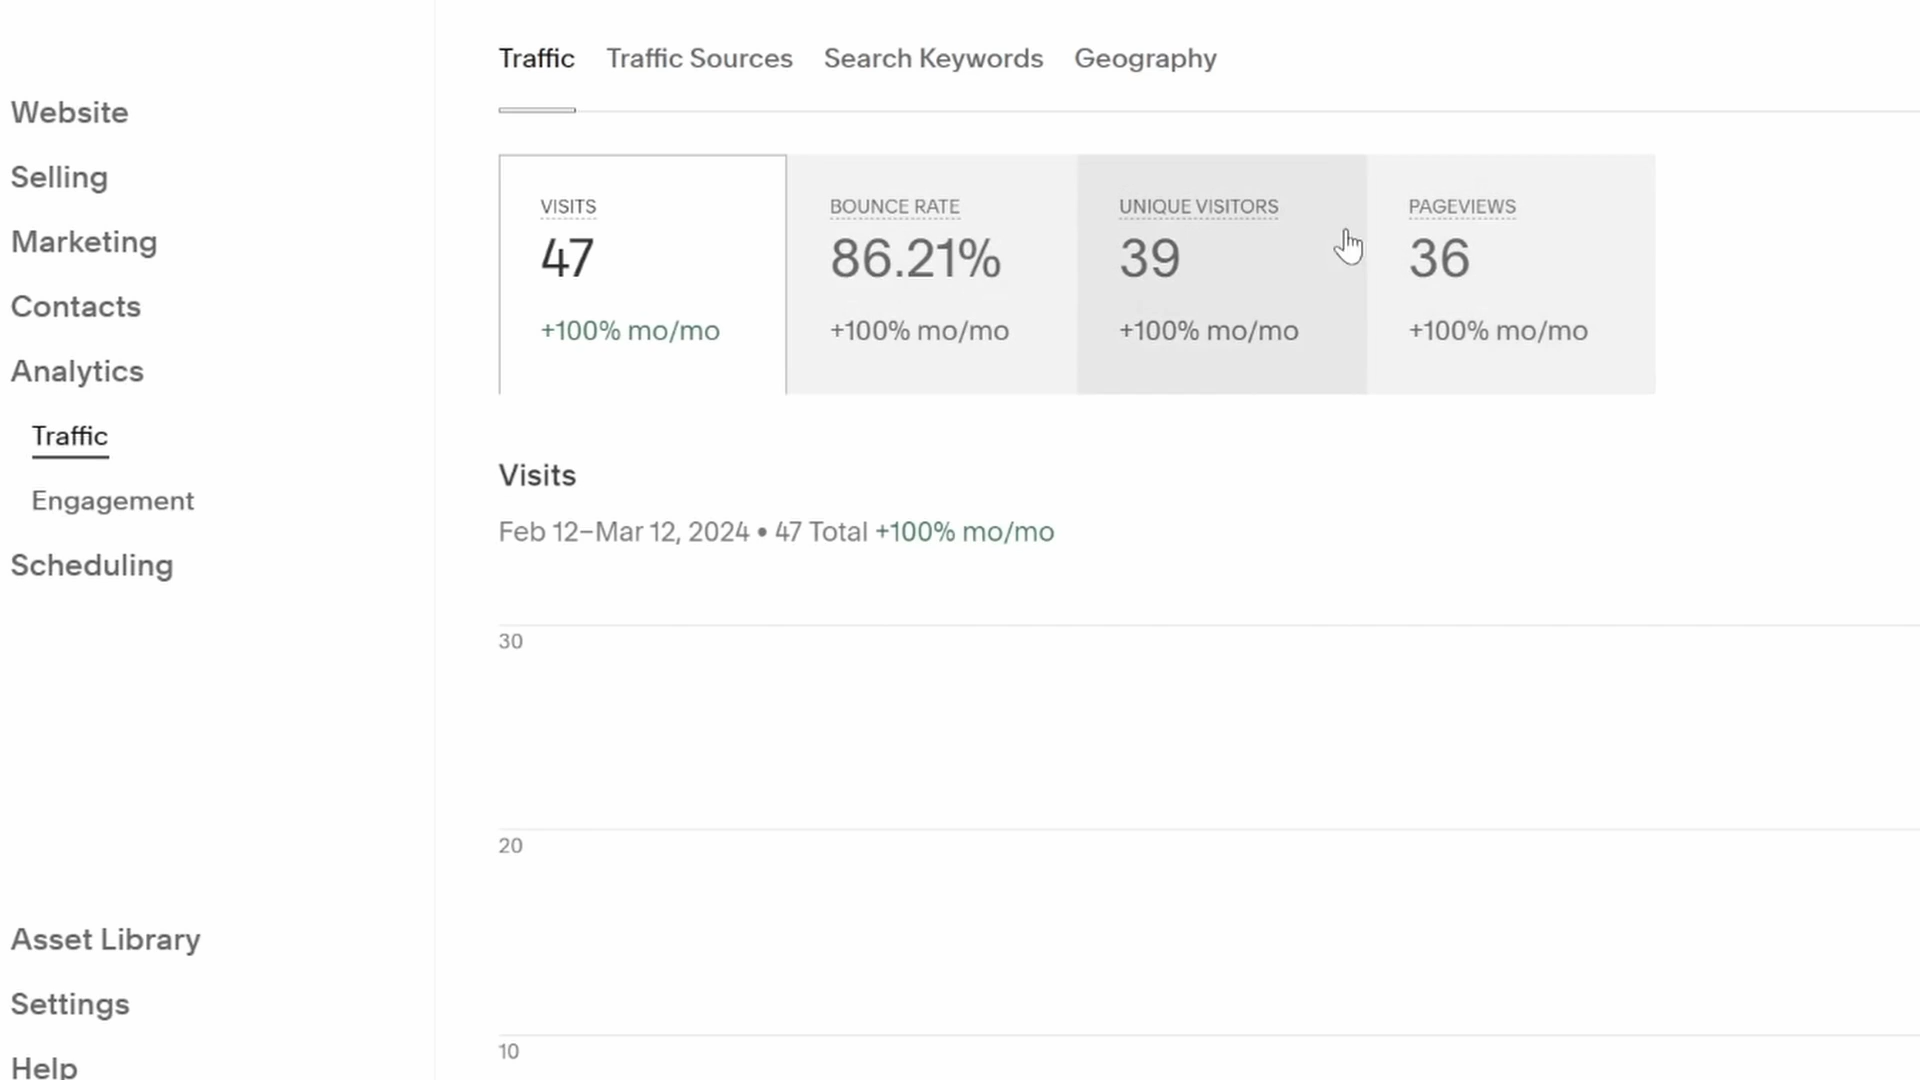 Traffic Traffic Sources Search Keywords Geography
Website
Selling
Marketing
Contacts
Analytics
Traffic
Engagement
Scheduling
Asset Library
Settings
Help
VISITS
47
+100% mo/mo
BOUNCE RATE
86.21%
+100% mo/mo
UNIQUE VISITORS
39
+100% mo/mo
PAGEVIEWS
36
+100% mo/mo
Visits
Feb 12–Mar 12, 2024 • 47 Total +100% mo/mo
30
20
10